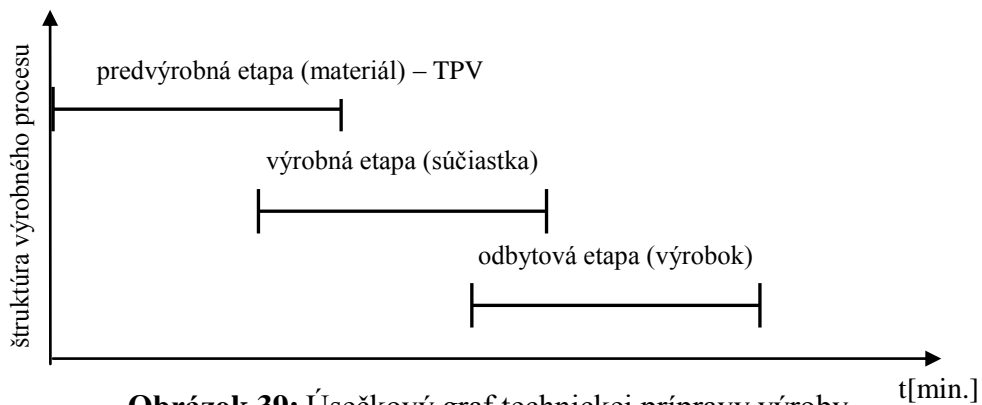 štruktúra výrobného procesu
predvýrobná etapa (materiál) – TPV
výrobná etapa (súčiastka)
odbytová etapa (výrobok)
t[min.]
Obrázok 39: Úsečkový graf technickej prípravy výroby